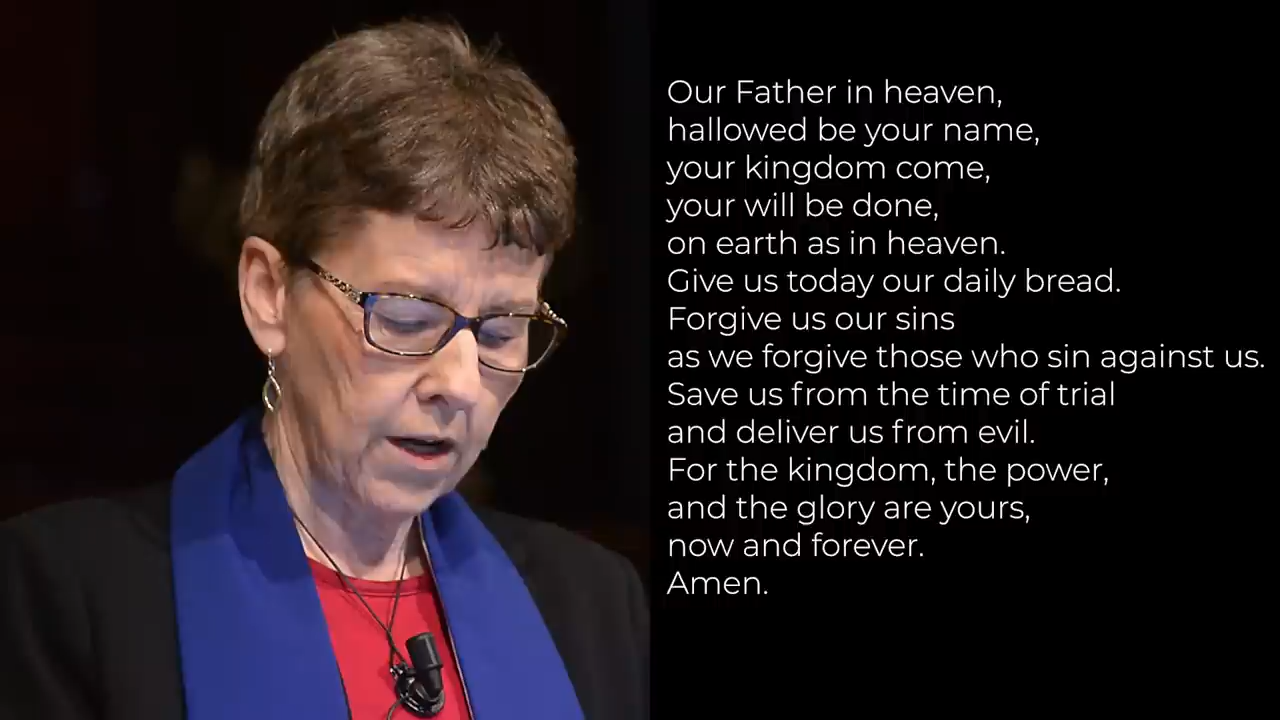 Our Father in heaven,
hallowed be your name,
your kingdom come,
your will be done,
on earth as in heaven.
Give us today our daily bread.
Forgive us our sins
as we forgive those who sin against us.
Save us from the time of trial
and deliver us from evil.
For the kingdom, the power,
and the glory are yours,
now and forever.
Amen.